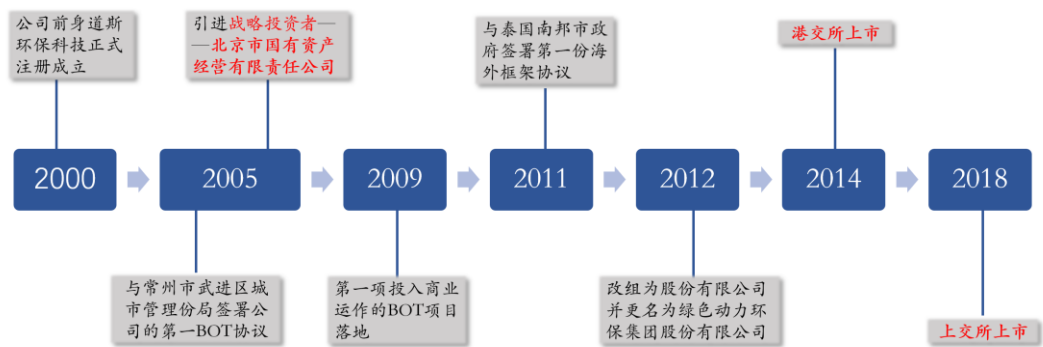 公司前身道斯
环保科技正式
注册成立
引进战略投资者—
—北京市国有资产
经营有限责任公司
与泰国南邦市政
府签署第一份海
外框架协议
港交所上市
2000
2005
2009
2011
2012
2014
2018
与常州市武进区城
市管理份局签署公
司的第一BOT协议
第一项投入商业
运作的BOT项目
落地
改组为股份有限公司
并更名为绿色动力环
保集团股份有限公司
上交所上市